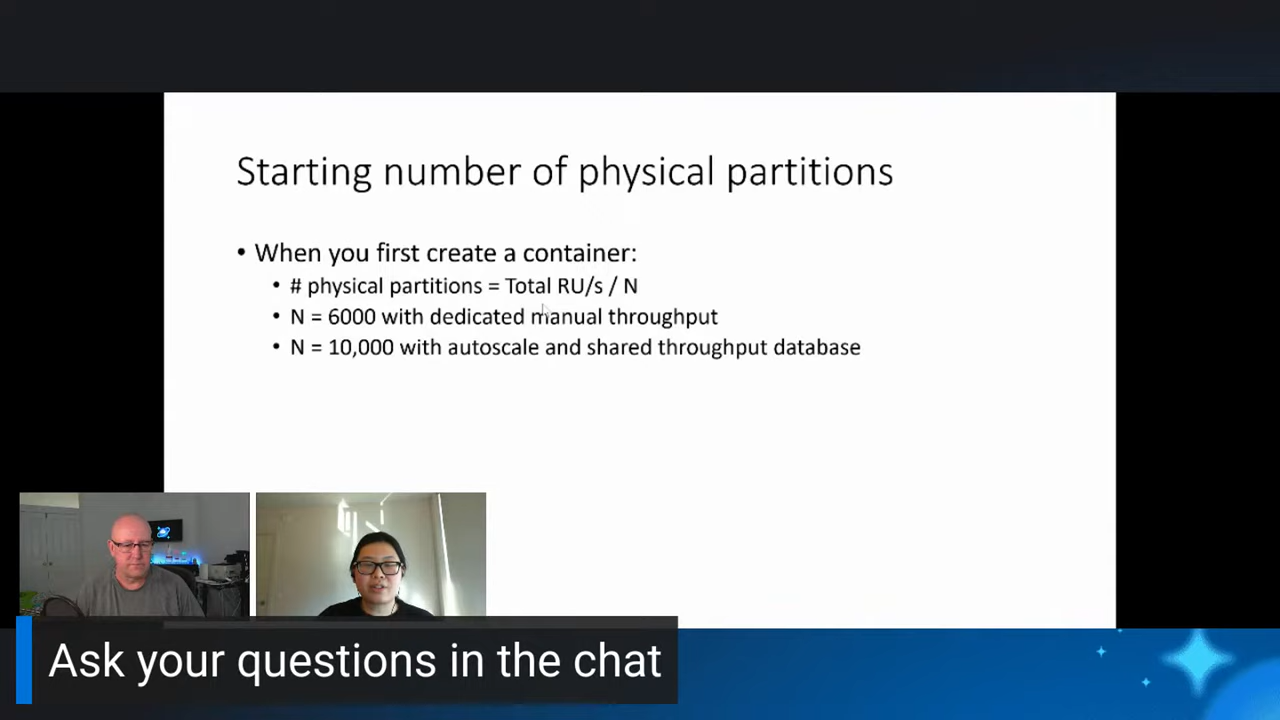 Starting number of physical partitions
• When you first create a container:
• # physical partitions = Total RU/s / N
• N = 6000 with dedicated manual throughput
• N = 10,000 with autoscale and shared throughput database
Ask your questions in the chat